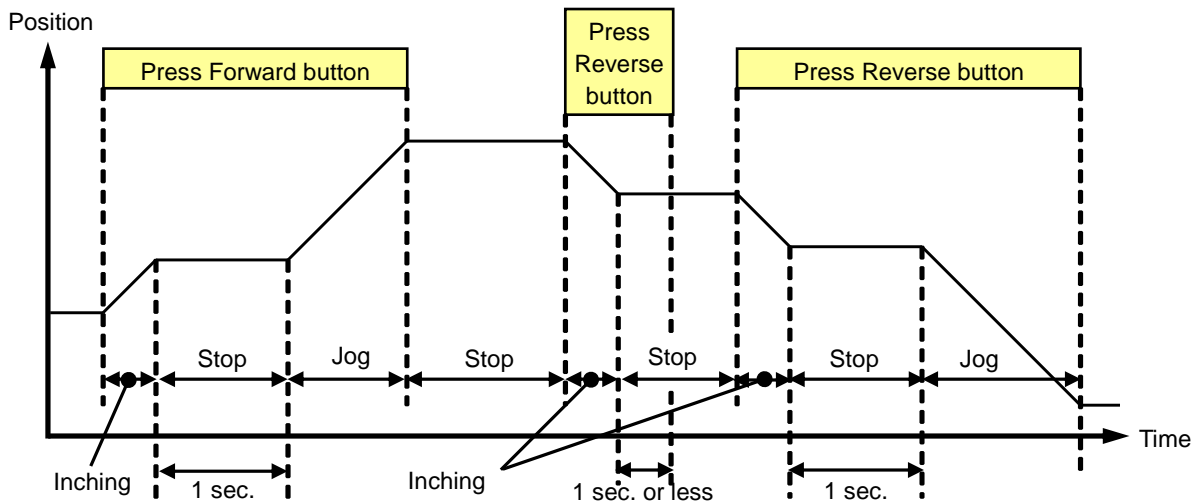 Position
Press Forward button
Press
Reverse
button
Press Reverse button
Stop
Jog
Stop
Stop
Stop
Jog
Time
Inching
1 sec.
Inching
1 sec. or less
1 sec.